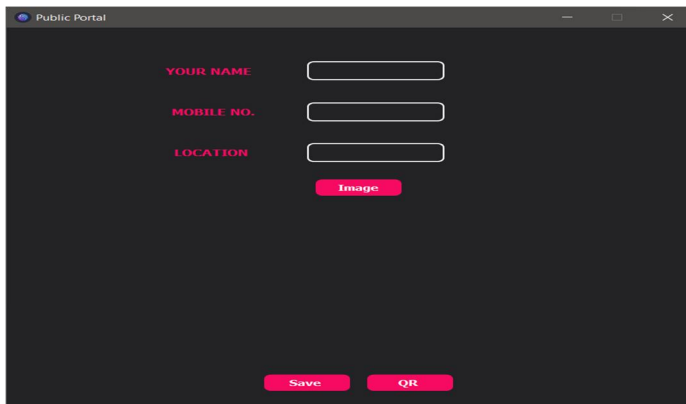 Public Portal
YOUR NAME
MOBILE NO.
LOCATION
Image
Save QR